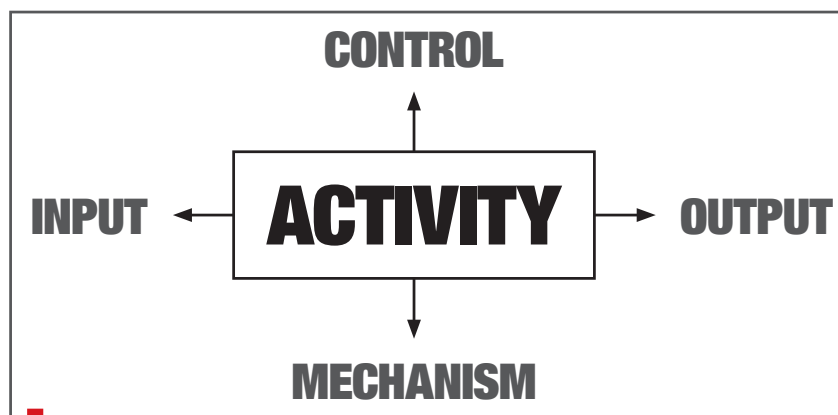 CONTROL
INPUT
ACTIVITY
OUTPUT
MECHANISM